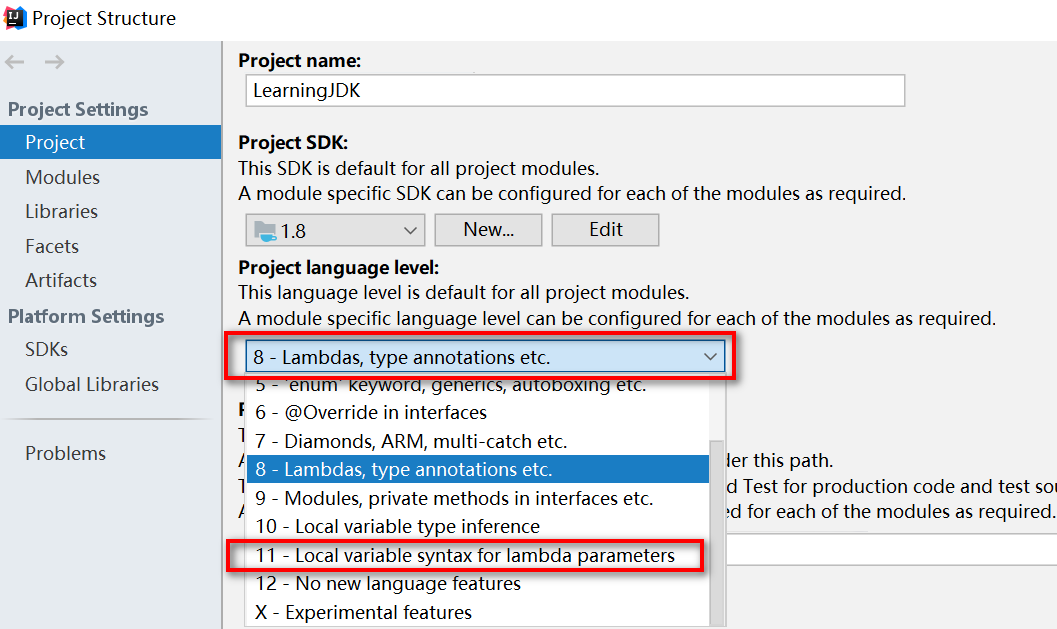 Project Structure
Project Settings
Project
Modules
Libraries
Facets
Artifacts
Platform Settings
SDKs
Global Libraries
Problems
Project name:
LearningJDK
Project SDK:
This SDK is default for all project modules.
A module specific SDK can be configured for each of the modules as required.
1.8
New...
Edit
Project language level:
This language level is default for all project modules.
A module specific language level can be configured for each of the modules as required.
8 - Lambdas, type annotations etc.
5 - 'enum' keyword, generics, autoboxing etc.
6 - @Override in interfaces
7 - Diamonds, ARM, multi-catch etc.
8 - Lambdas, type annotations etc.
9 - Modules, private methods in interfaces etc.
10 - Local variable type inference
11 - Local variable syntax for lambda parameters
12 - No new language features
X - Experimental features
this path.
Test for production code and test
for each of the modules as required.